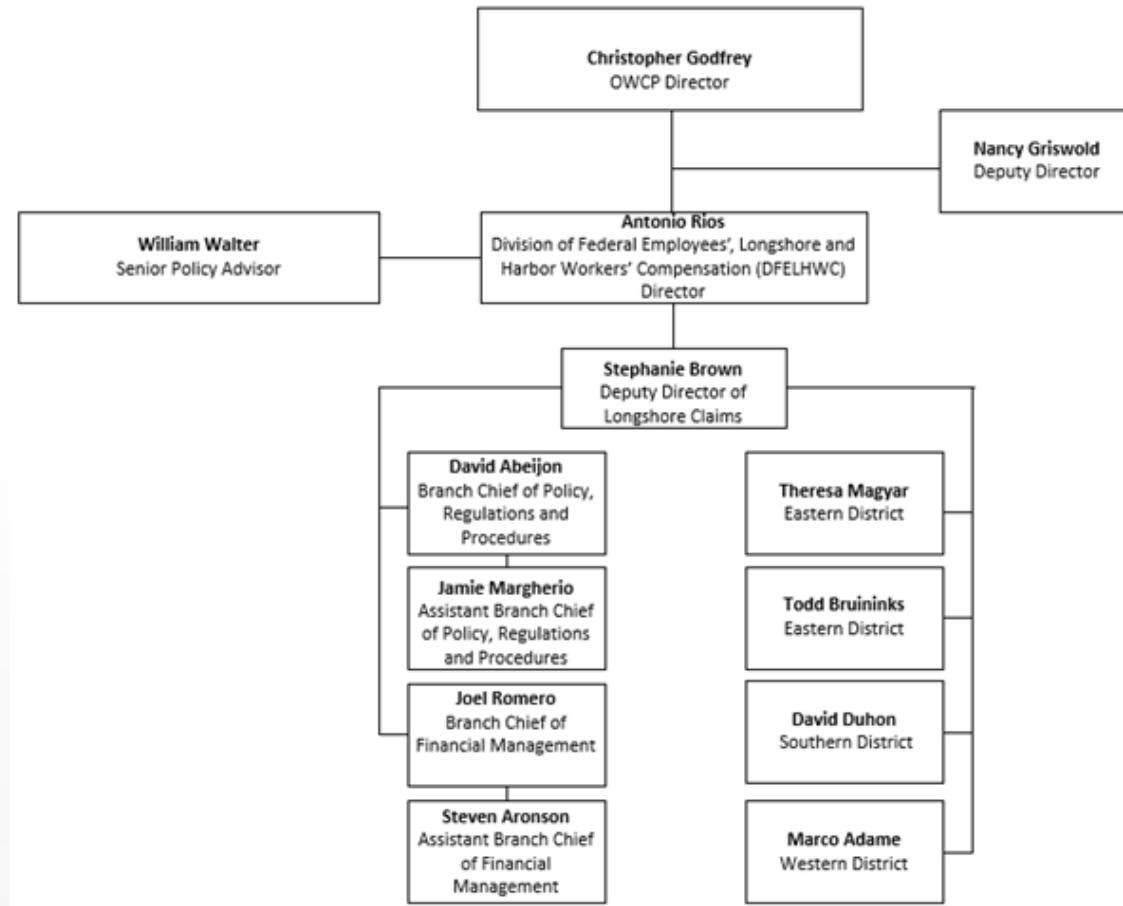 Christopher Godfrey
OWCP Director
Nancy Griswold
Deputy Director
William Walter
Senior Policy Advisor
Antonio Rios
Division of Federal Employees’, Longshore and
Harbor Workers’ Compensation (DFELHWC)
Director
Stephanie Brown
Deputy Director of
Longshore Claims
David Abeijon
Branch Chief of Policy,
Regulations and
Procedures
Jamie Margherio
Assistant Branch Chief
of Policy, Regulations
and Procedures
Joel Romero
Branch Chief of
Financial Management
Steven Aronson
Assistant Branch Chief
of Financial
Management
Theresa Magyar
Eastern District
Todd Bruininks
Eastern District
David Duhon
Southern District
Marco Adame
Western District